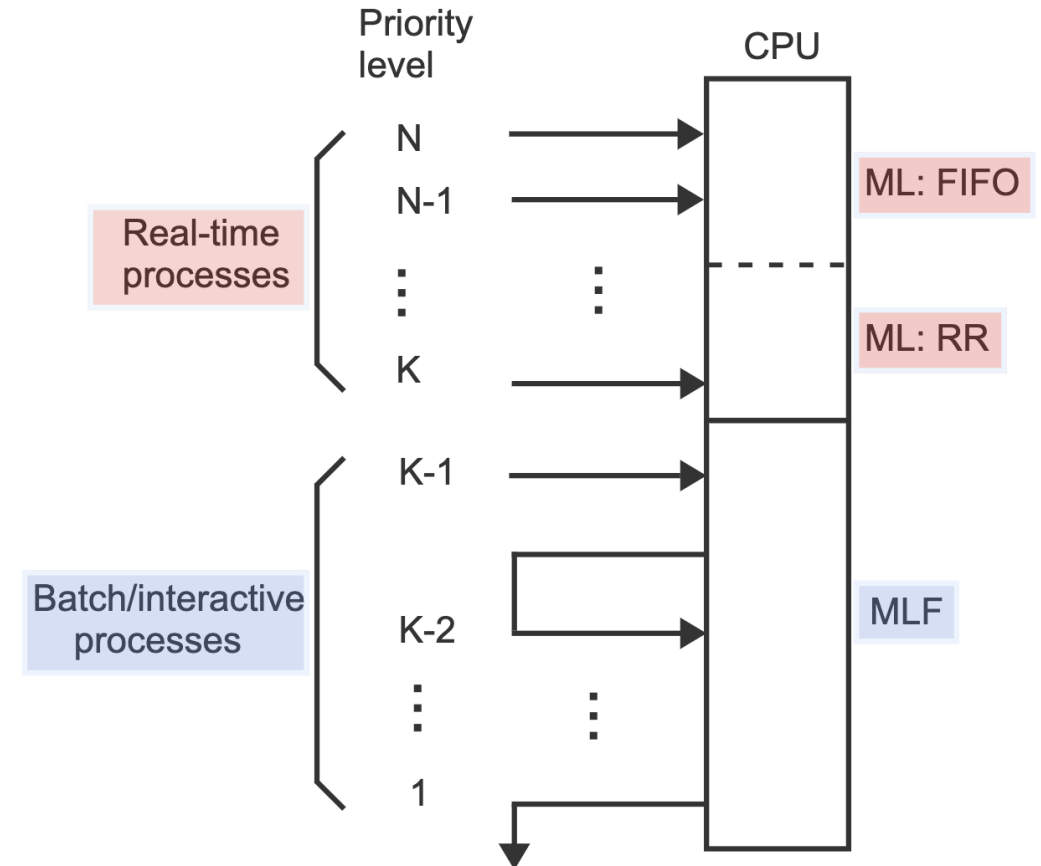 Priority
level
CPU
N
ML: FIFO
N-1
Real-time
processes
ML: RR
K
K-1
Batch/interactive
processes
K-2
MLF
1